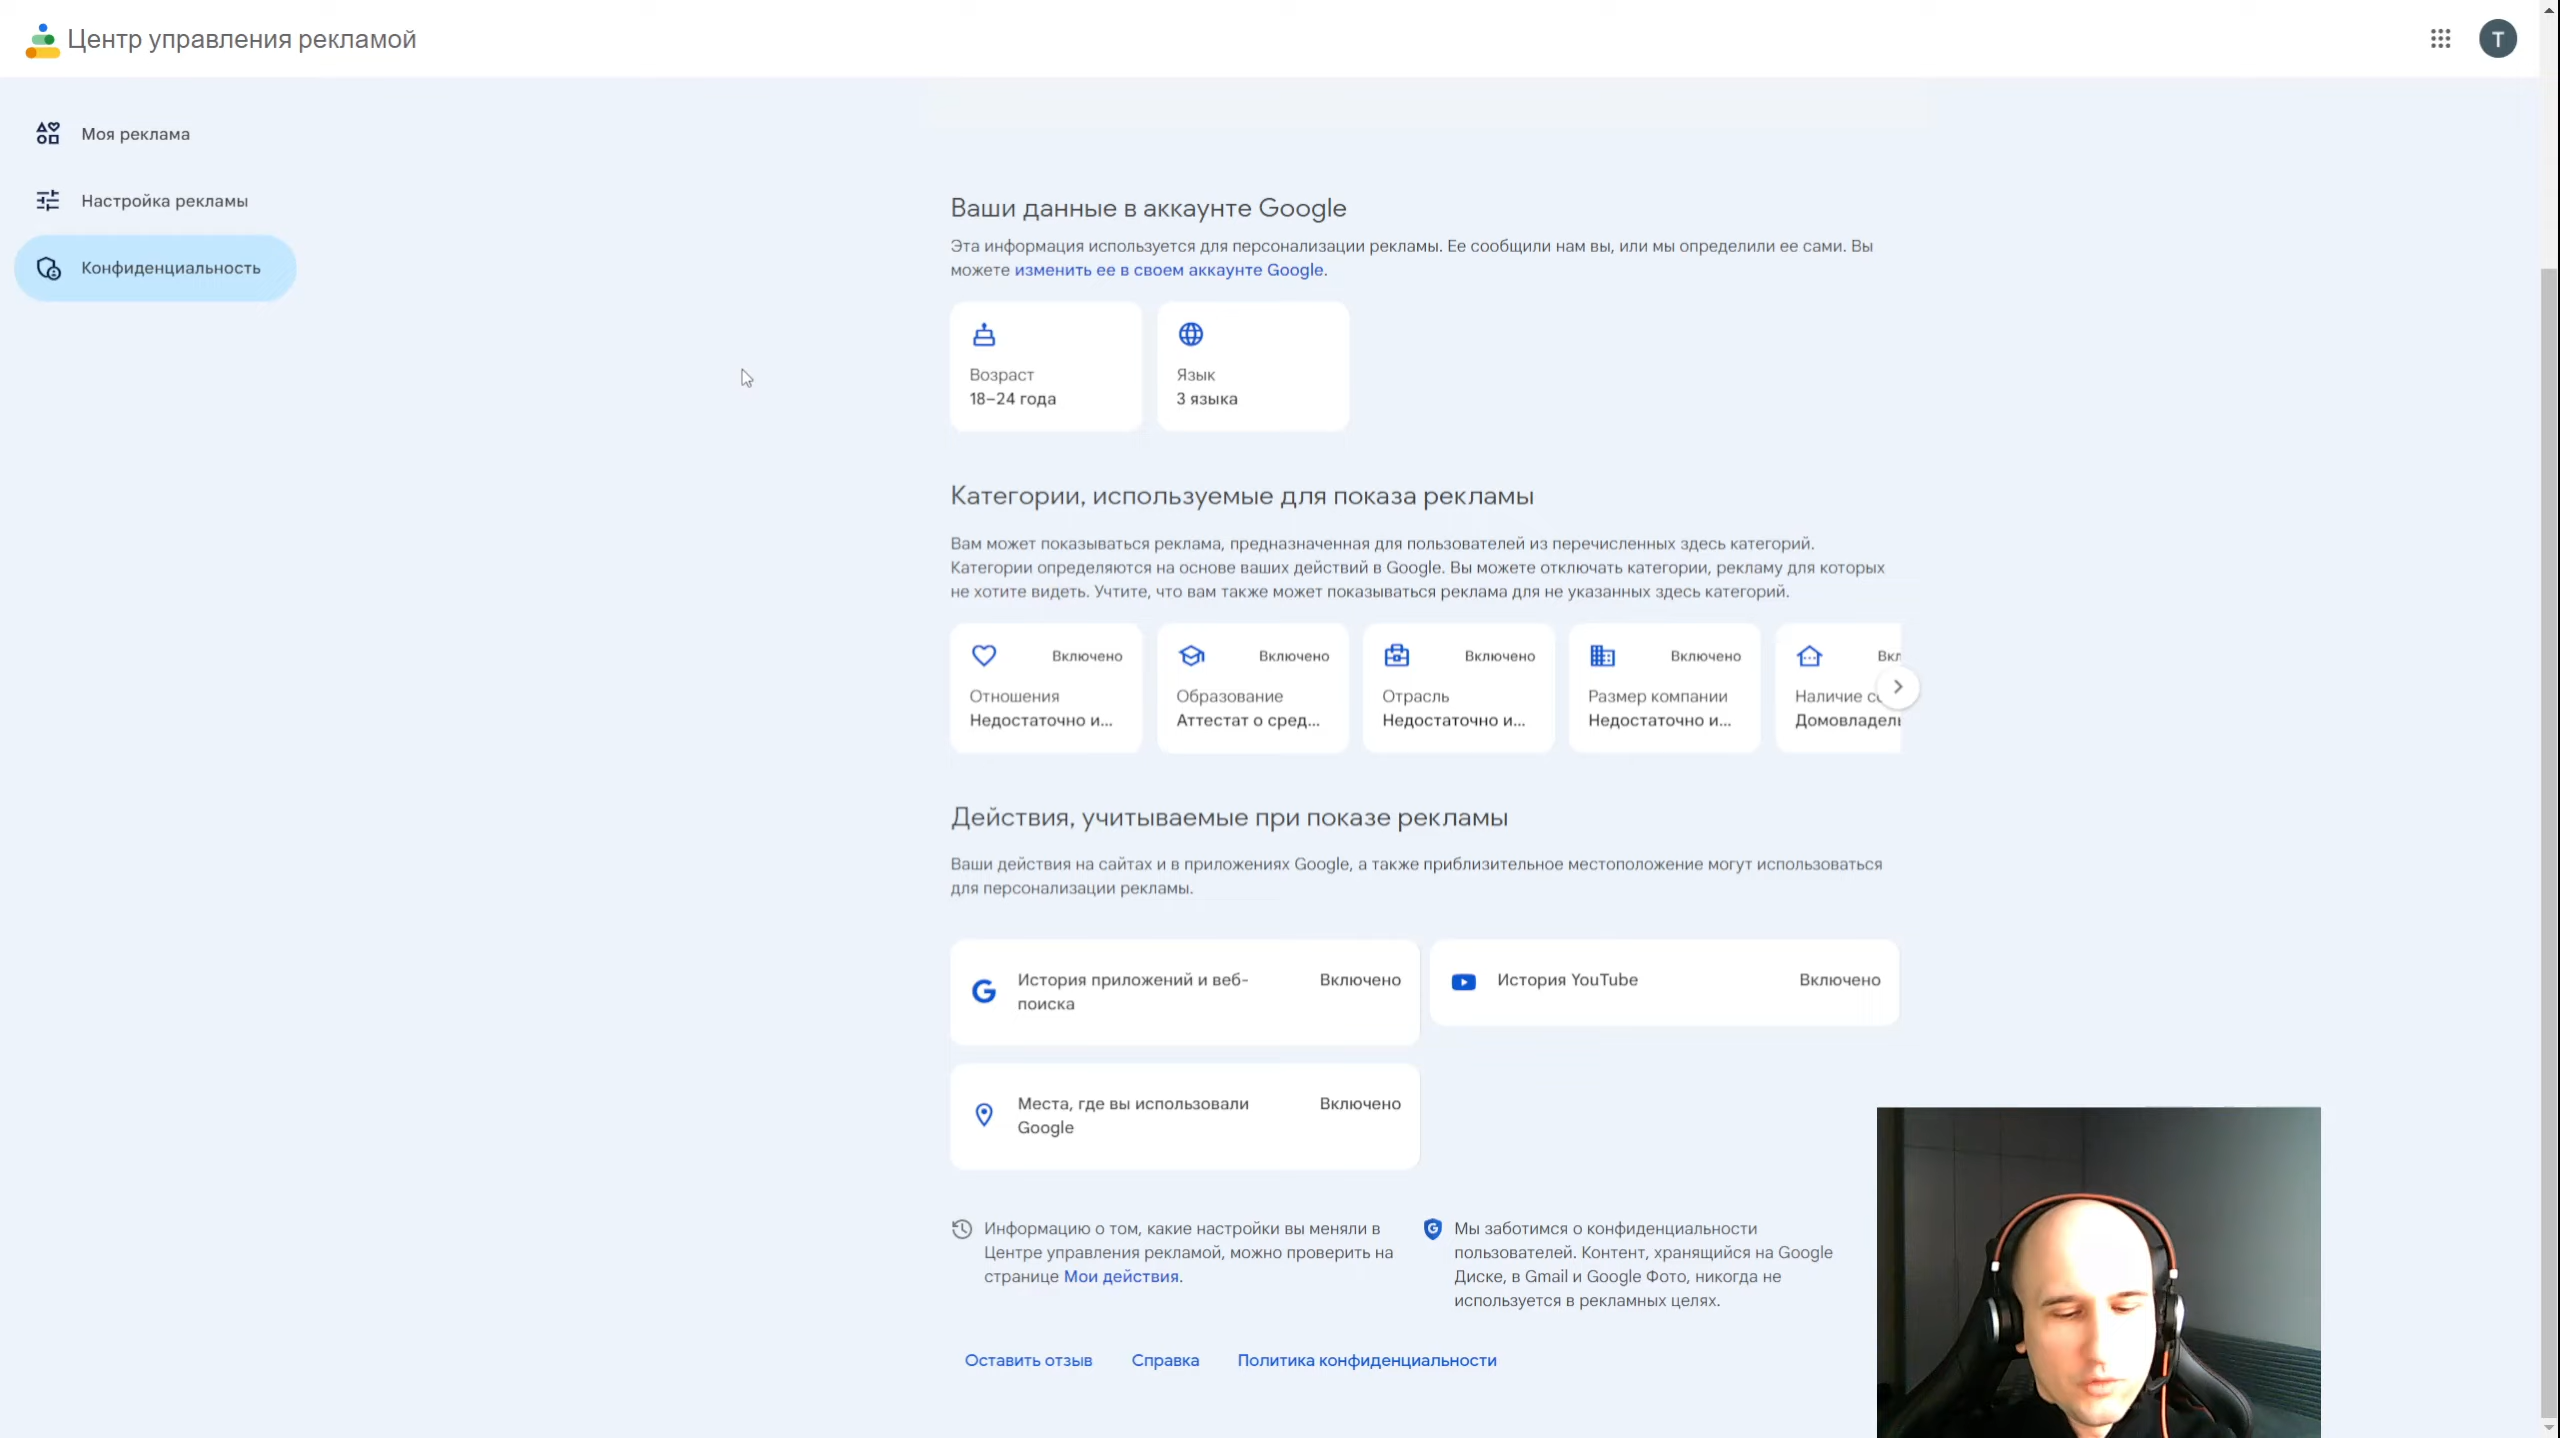 Центр управления рекламой
T
Моя реклама
Настройка рекламы
Конфиденциальность
Ваши данные в аккаунте Google
Эта информация используется для персонализации рекламы. Ее сообщили нам вы, или мы определили ее сами. Вы
можете изменить ее в своем аккаунте Google.
Возраст
18–24 года
Язык
3 языка
Категории, используемые для показа рекламы
Вам может показываться реклама, предназначенная для пользователей из перечисленных здесь категорий.
Категории определяются на основе ваших действий в Google. Вы можете отключать категории, рекламу для которых
не хотите видеть. Учтите, что вам также может показываться реклама для не указанных здесь категорий.
Включено
Отношения
Недостаточно и...
Включено
Образование
Аттестат о сред...
Включено
Отрасль
Недостаточно и...
Включено
Размер компании
Недостаточно и...
Вкл
Наличие с
Домовладель
Действия, учитываемые при показе рекламы
Ваши действия на сайтах и в приложениях Google, а также приблизительное местоположение могут использоваться
для персонализации рекламы.
История приложений и веб-
поиска
Включено
История YouTube
Включено
Места, где вы использовали
Google
Включено
Информацию о том, какие настройки вы меняли в
Центре управления рекламой, можно проверить на
странице Мои действия.
Мы заботимся о конфиденциальности
пользователей. Контент, хранящийся на Google
Диске, в Gmail и Google Фото, никогда не
используется в рекламных целях.
Оставить отзыв
Справка
Политика конфиденциальности